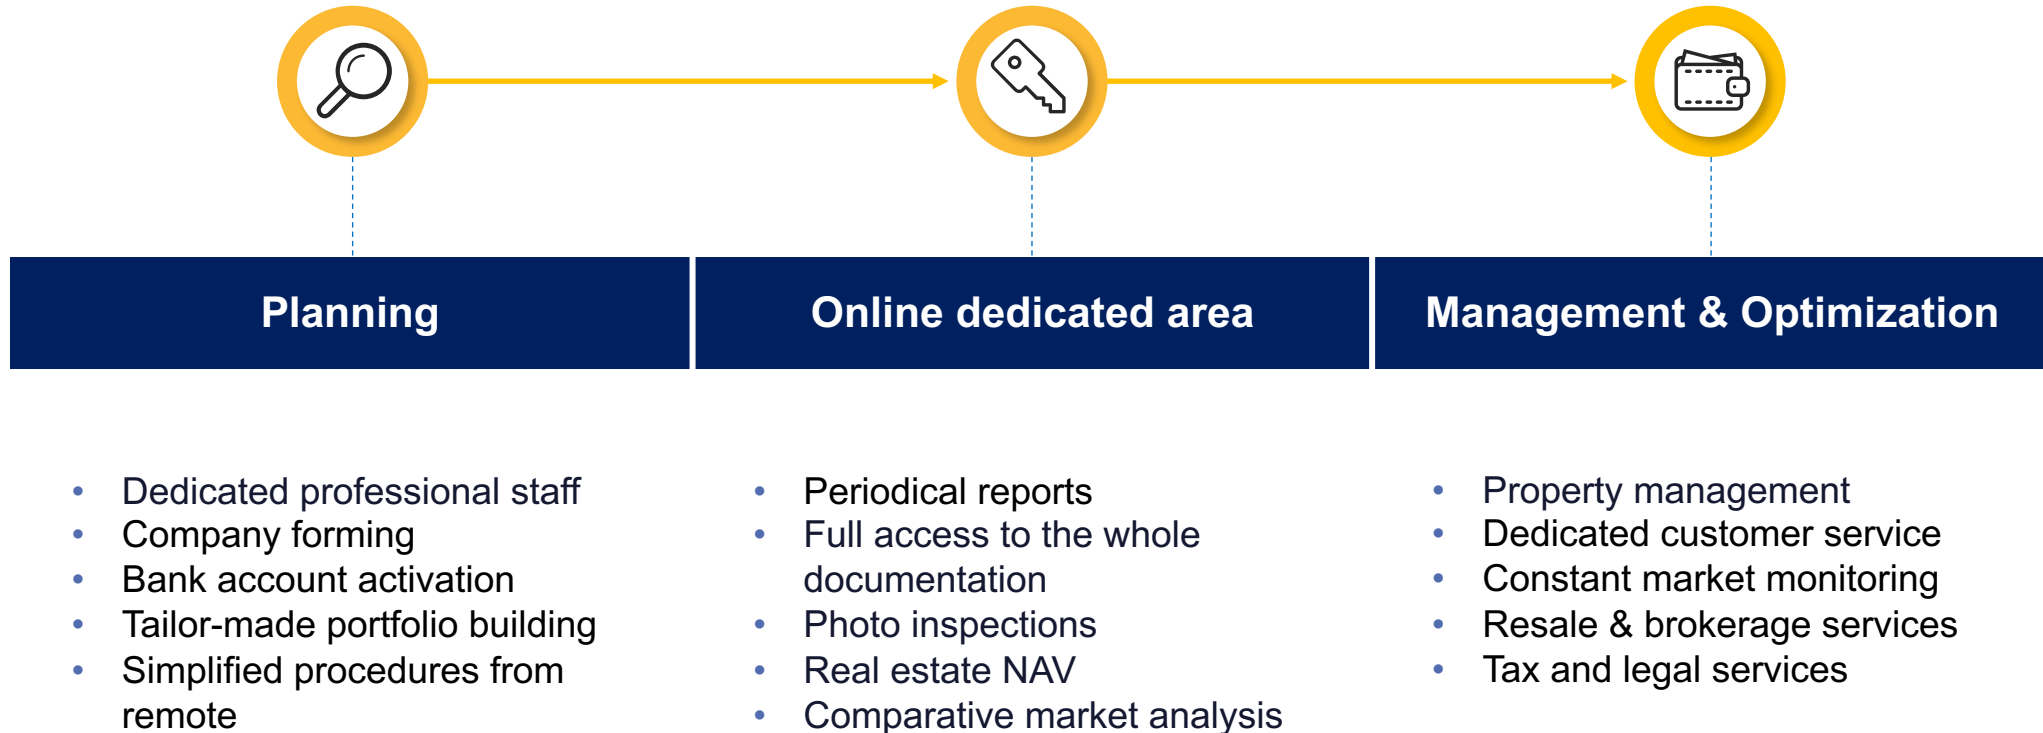 Planning
Online dedicated area
Management & Optimization
• Dedicated professional staff
• Company forming
• Bank account activation
• Tailor-made portfolio building
• Simplified procedures from
remote
• Periodical reports
• Full access to the whole
documentation
• Photo inspections
• Real estate NAV
• Comparative market analysis
• Property management
• Dedicated customer service
• Constant market monitoring
• Resale & brokerage services
• Tax and legal services